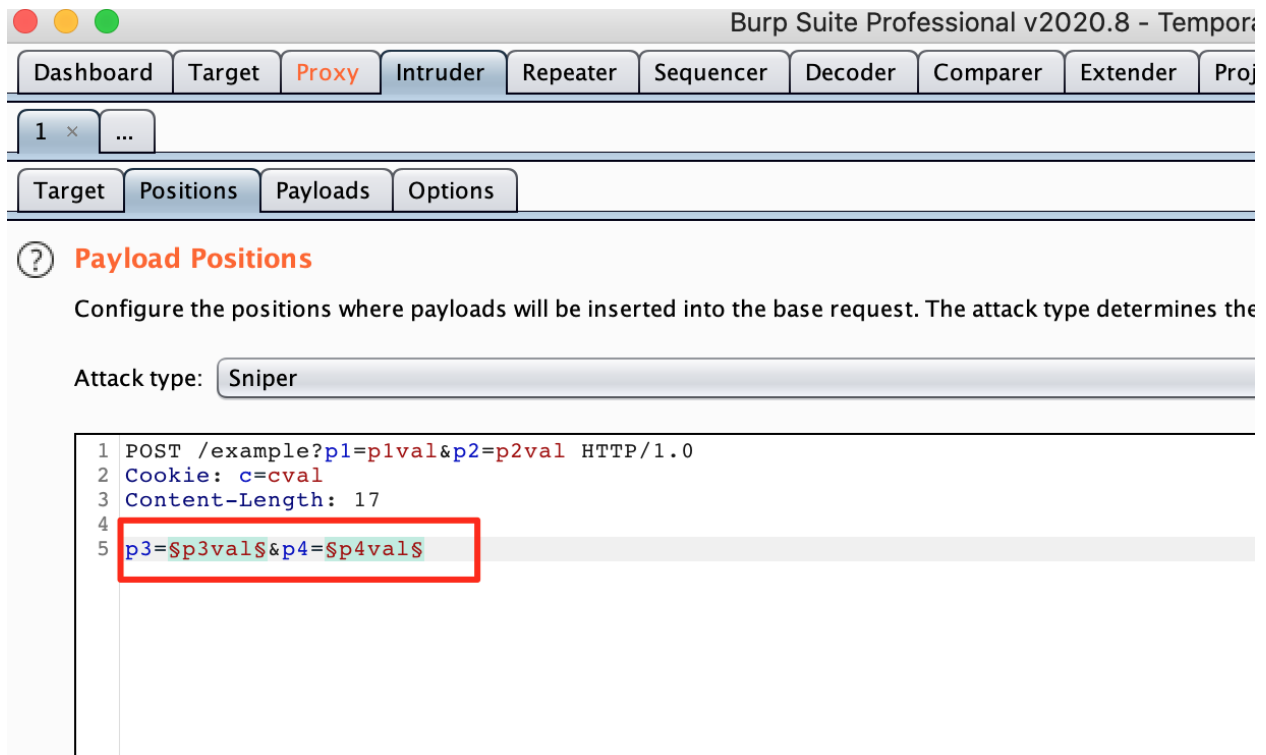 Burp Suite Professional v2020.8 - Tempora
Dashboard Target Proxy Intruder Repeater Sequencer Decoder Comparer Extender Proj
1 × ...
Target Positions Payloads Options
? Payload Positions
Configure the positions where payloads will be inserted into the base request. The attack type determines the
Attack type: Sniper
1 POST /example?p1=p1val&p2=p2val HTTP/1.0
2 Cookie: c=cval
3 Content-Length: 17
4
5 p3=§p3val§&p4=§p4val§